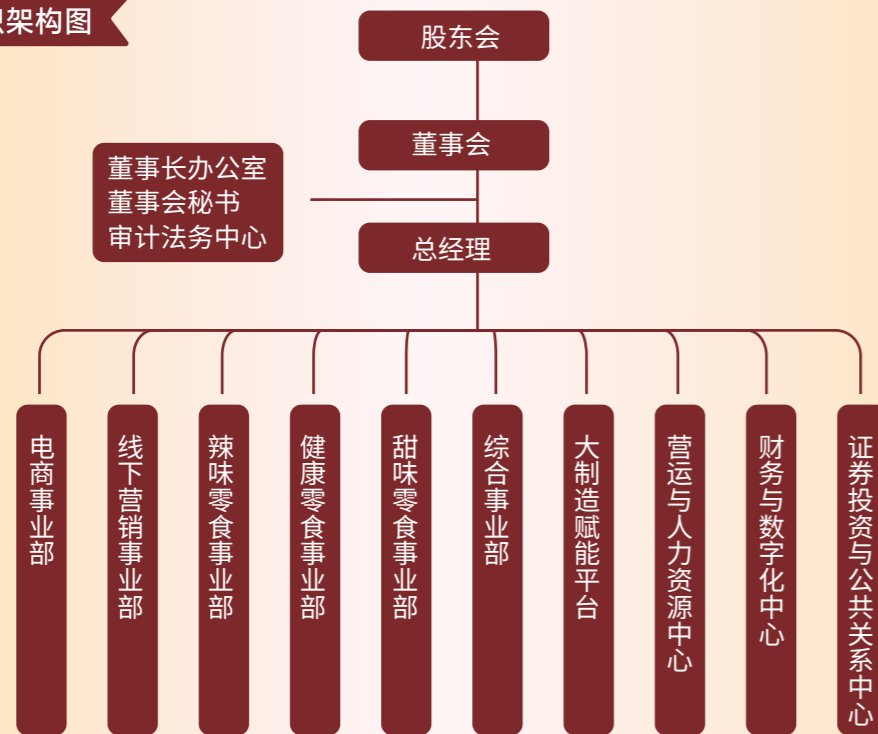 架构图
股东会
董事会
董事长办公室
董事会秘书
审计法务中心
总经理
电商事业部
线下营销事业部
辣味零食事业部
健康零食事业部
甜味零食事业部
综合事业部
大制造赋能平台
营运与人力资源中心
财务与数字化中心
证券投资与公共关系中心